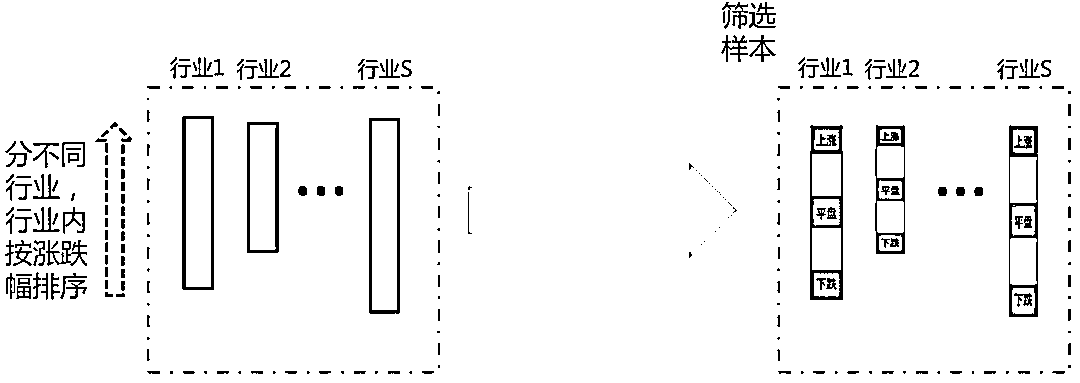 筛选
样本
行业1 行业2 行业S
行业1 行业2 行业S
分不同
行业，
行业内
按涨跌
幅排序
上涨 上涨 上涨
平盘 平盘 平盘
下跌 下跌 下跌